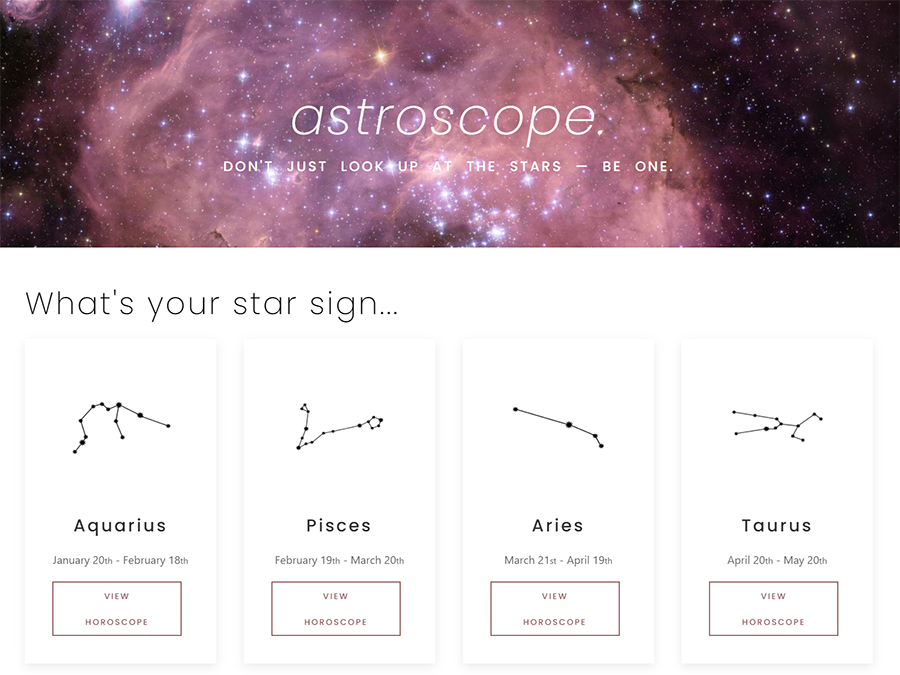 astroscope.
DON'T JUST LOOK UP AT THE STARS — BE ONE.
What's your star sign...
Aquarius
January 20th - February 18th
VIEW
HOROSCOPE
Pisces
February 19th - March 20th
VIEW
HOROSCOPE
Aries
March 21st - April 19th
VIEW
HOROSCOPE
Taurus
April 20th - May 20th
VIEW
HOROSCOPE